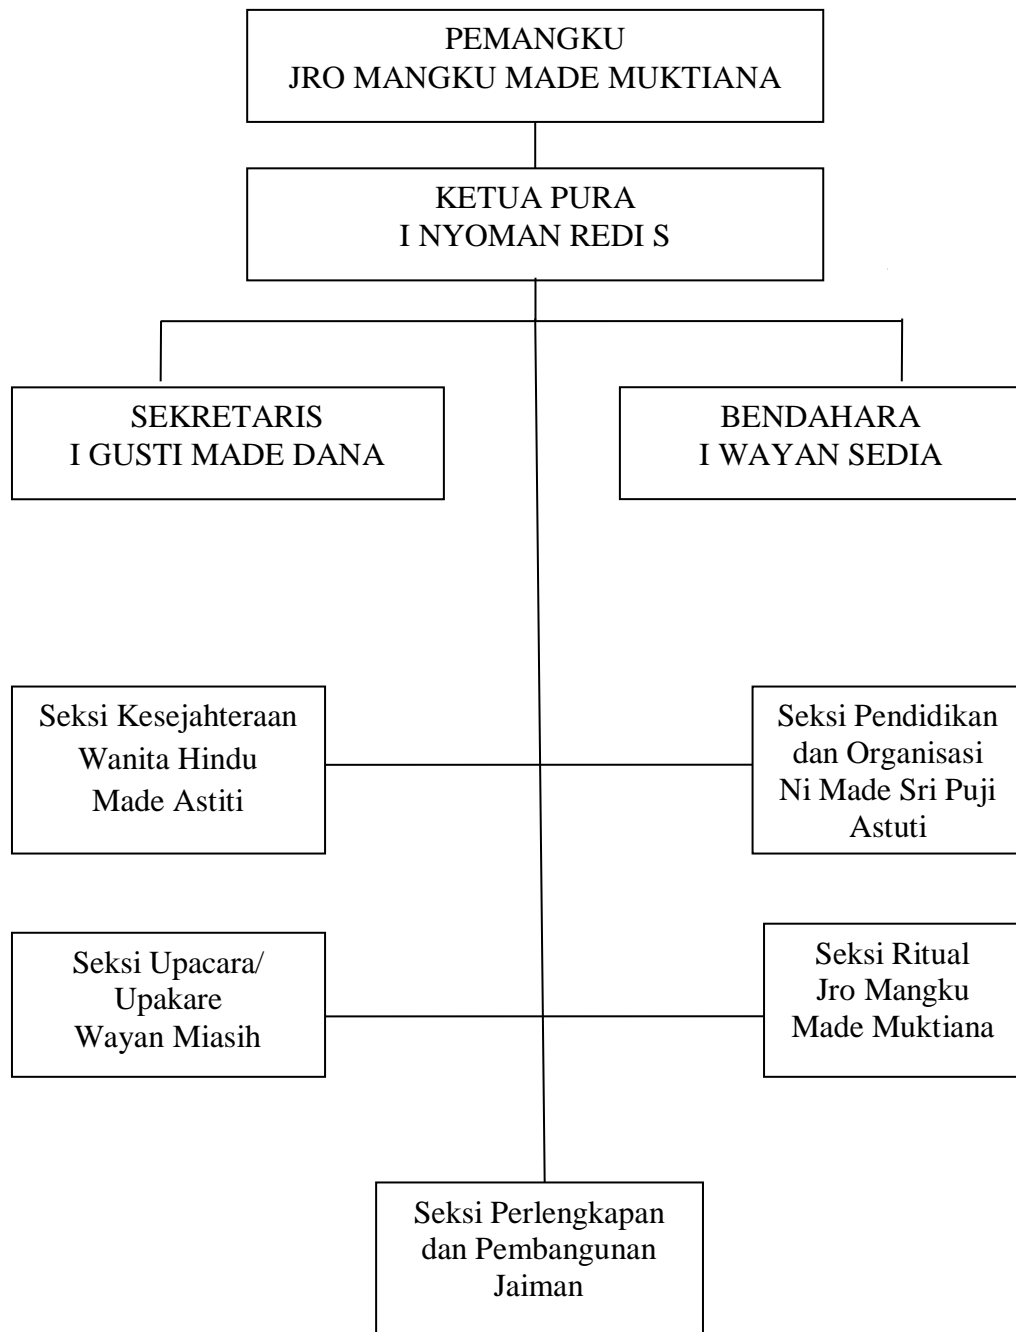 PEMANGKU
JRO MANGKU MADE MUKTIANA
KETUA PURA
I NYOMAN REDI S
SEKRETARIS
I GUSTI MADE DANA
BENDAHARA
I WAYAN SEDIA
Seksi Kesejahteraan
Wanita Hindu
Made Astiti
Seksi Pendidikan
dan Organisasi
Ni Made Sri Puji
Astuti
Seksi Upacara/
Upakare
Wayan Miasih
Seksi Ritual
Jro Mangku
Made Muktiana
Seksi Perlengkapan
dan Pembangunan
Jaiman